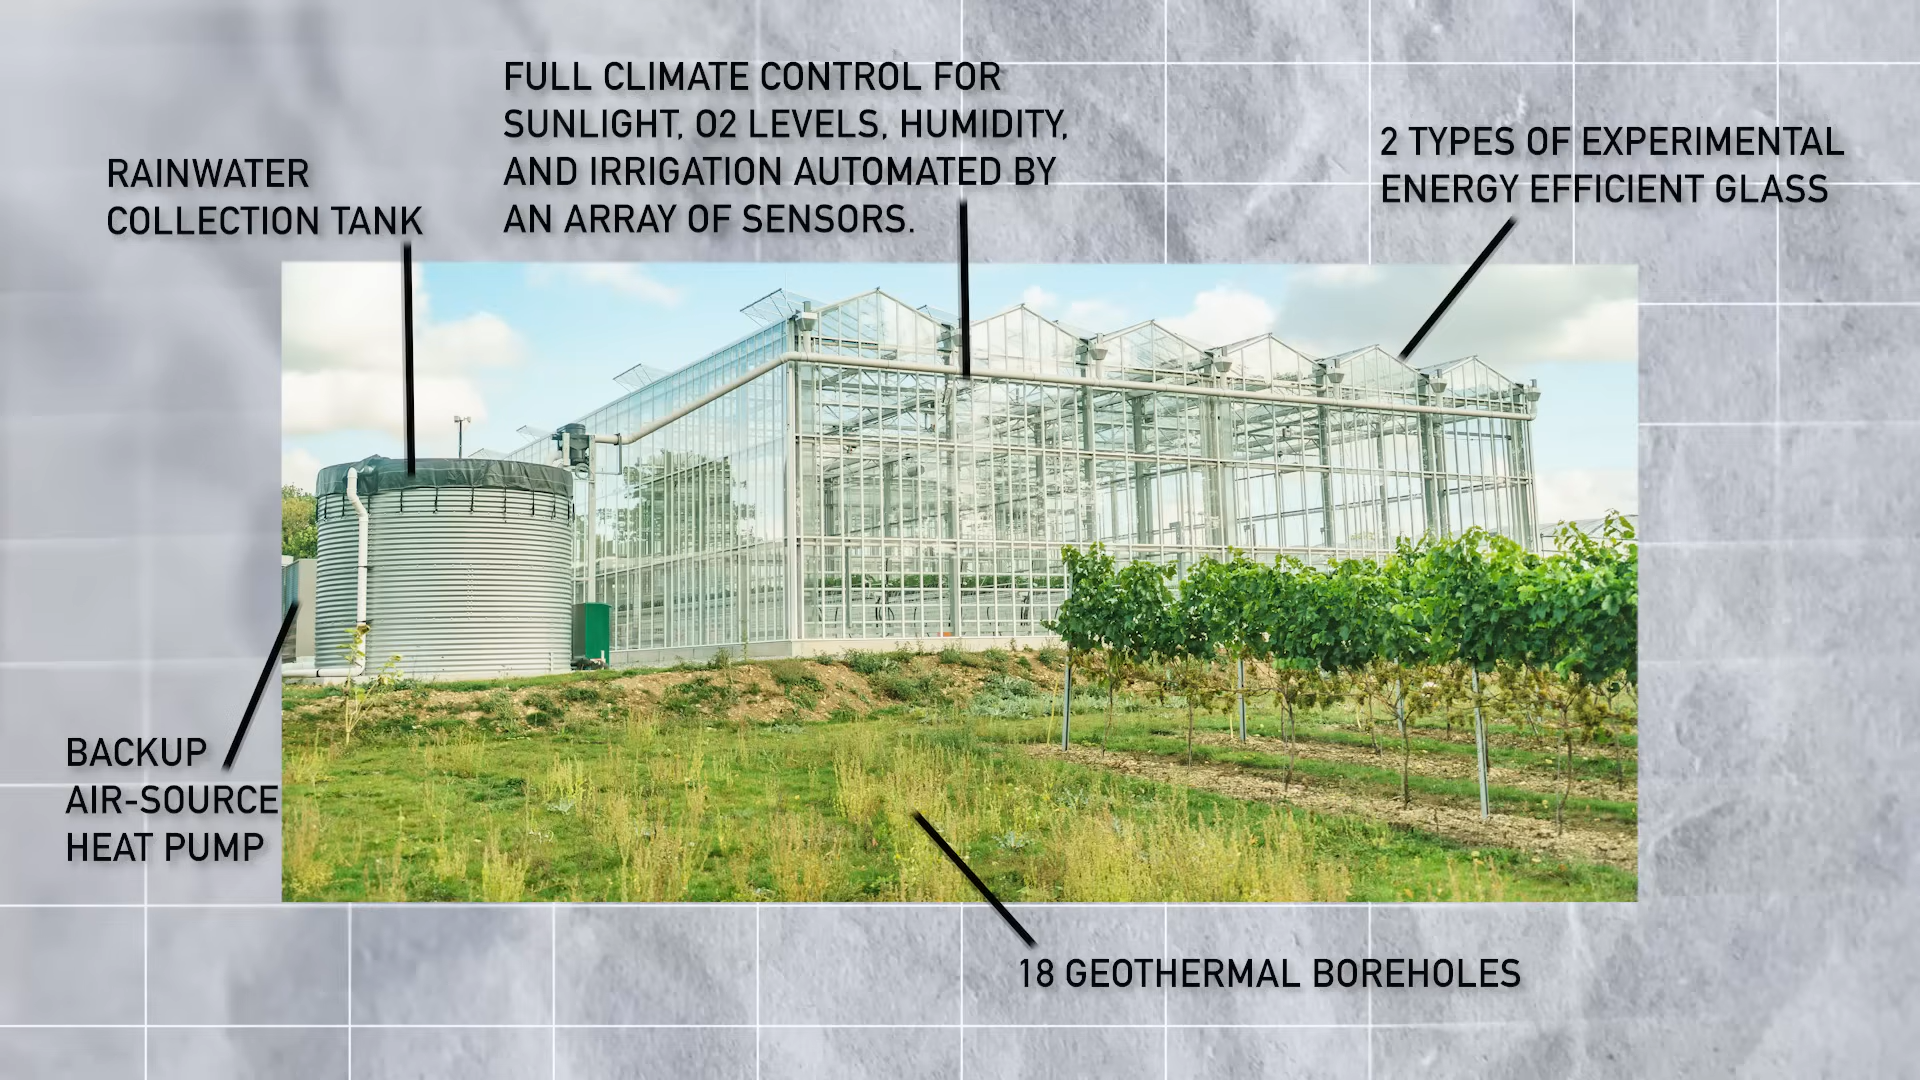 FULL CLIMATE CONTROL FOR
SUNLIGHT, O2 LEVELS, HUMIDITY,
AND IRRIGATION AUTOMATED BY
AN ARRAY OF SENSORS.
2 TYPES OF EXPERIMENTAL
ENERGY EFFICIENT GLASS
RAINWATER
COLLECTION TANK
BACKUP
AIR-SOURCE
HEAT PUMP
18 GEOTHERMAL BOREHOLES